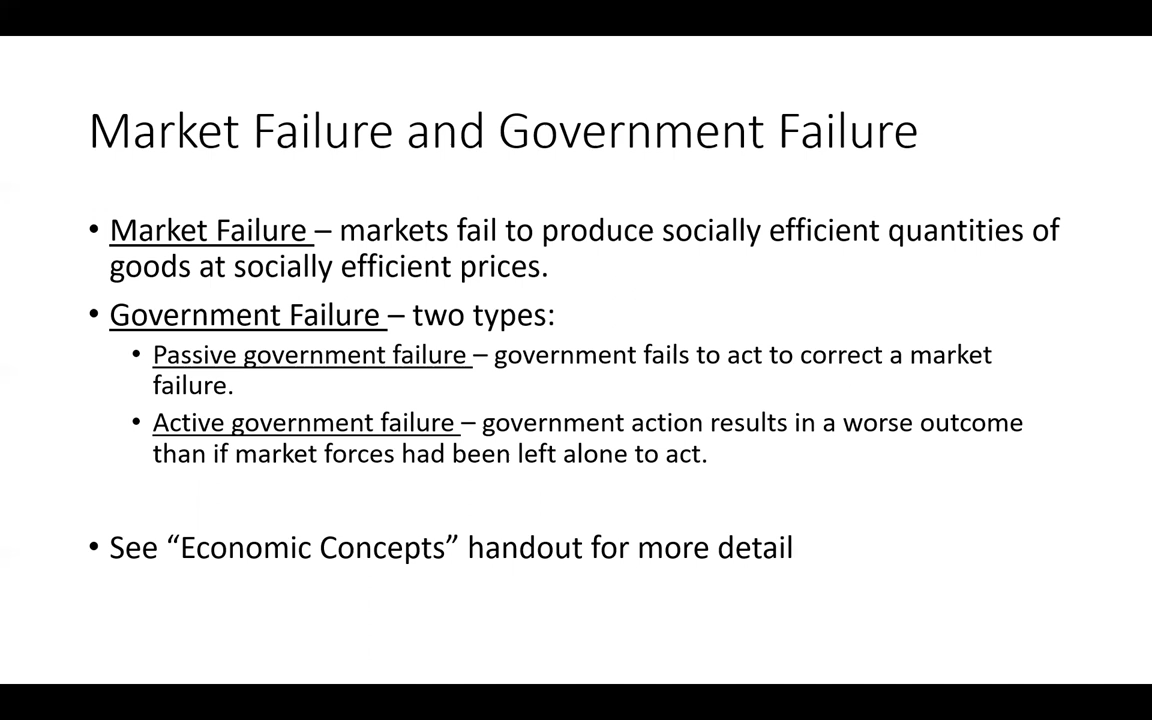 Market Failure and Government Failure
• Market Failure – markets fail to produce socially efficient quantities of
goods at socially efficient prices.
• Government Failure – two types:
• Passive government failure – government fails to act to correct a market
failure.
• Active government failure – government action results in a worse outcome
than if market forces had been left alone to act.
• See “Economic Concepts” handout for more detail